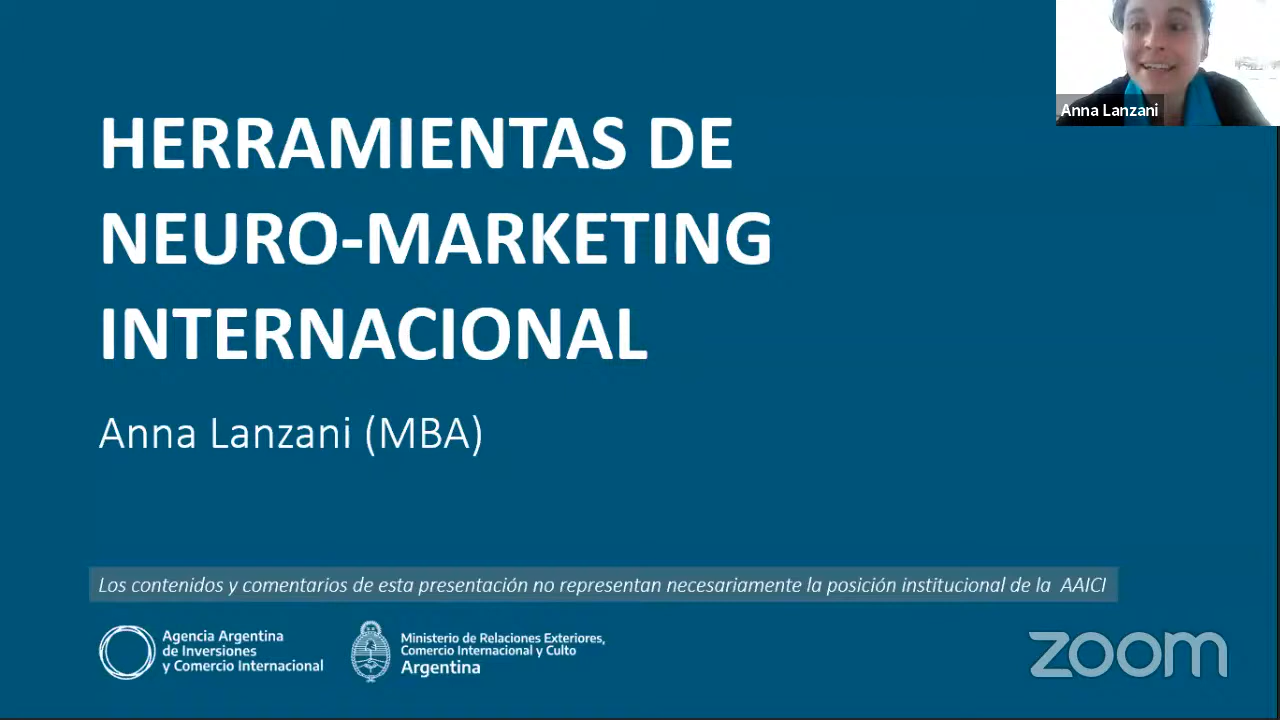 Anna Lanzani
HERRAMIENTAS DE
NEURO-MARKETING
INTERNACIONAL
Anna Lanzani (MBA)
Los contenidos y comentarios de esta presentación no representan necesariamente la posición institucional de la AAICI
Agencia Argentina
de Inversiones
y Comercio Internacional
Ministerio de Relaciones Exteriores,
Comercio Internacional y Culto
Argentina
zoom